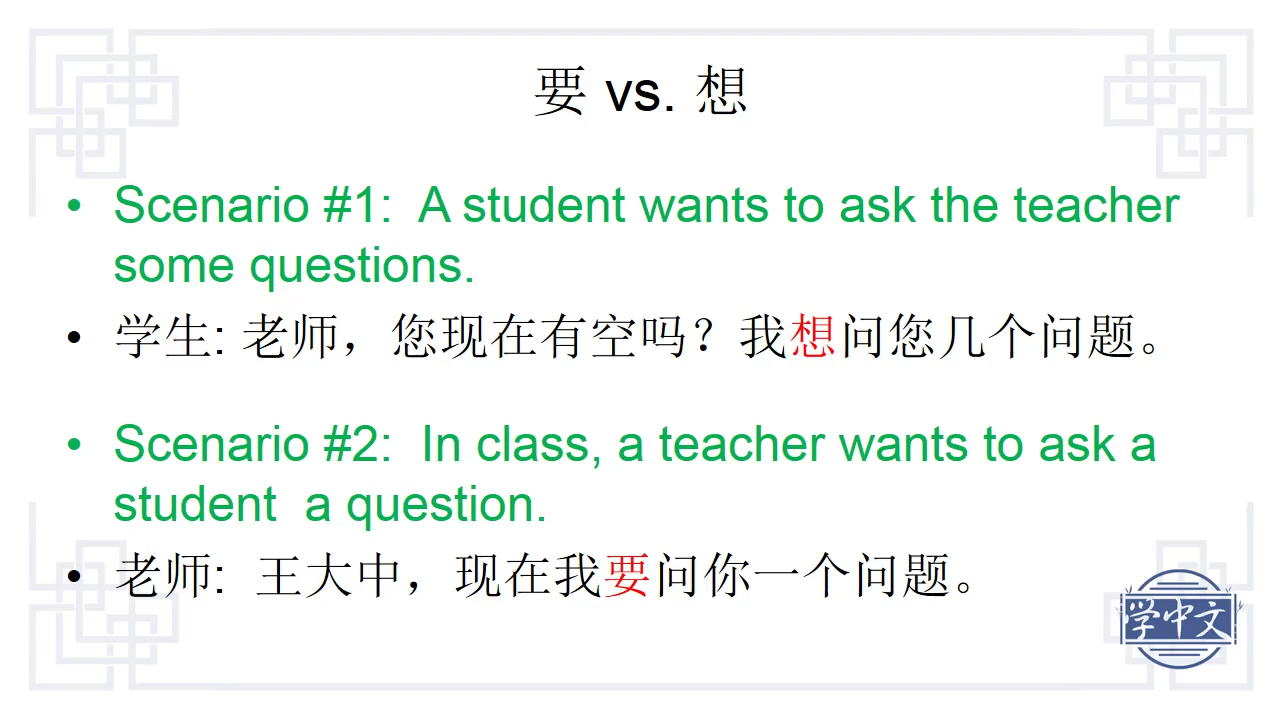 要 vs. 想
• Scenario #1:  A student wants to ask the teacher
some questions.
• 学生: 老师，您现在有空吗？我想问您几个问题。
• Scenario #2:  In class, a teacher wants to ask a
student  a question.
• 老师:  王大中，现在我要问你一个问题。
学中文